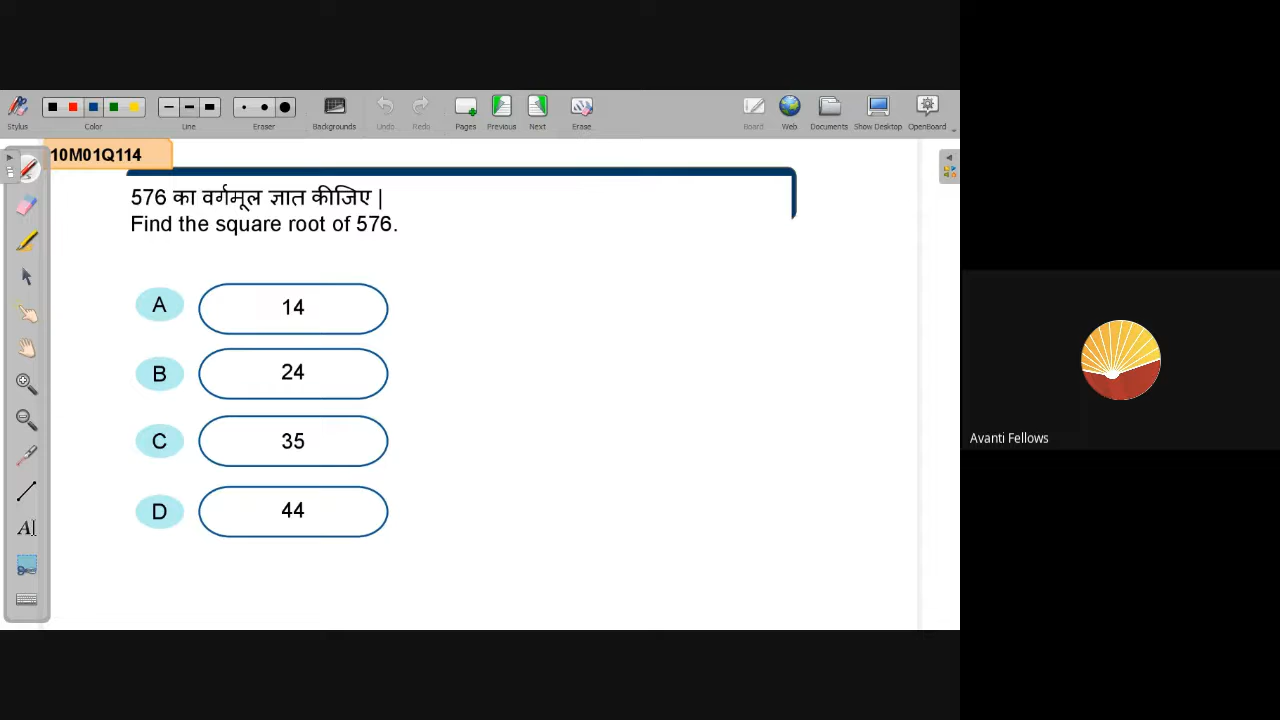 Stylus
Color
Line
Eraser
Backgrounds
Undo
Redo
Pages
Previous
Next
Erase
Board
Web
Documents
Show Desktop
OpenBoard
10M01Q114
576 का वर्गमूल ज्ञात कीजिए |
Find the square root of 576.
A 14
B 24
C 35
D 44
A
Avanti Fellows